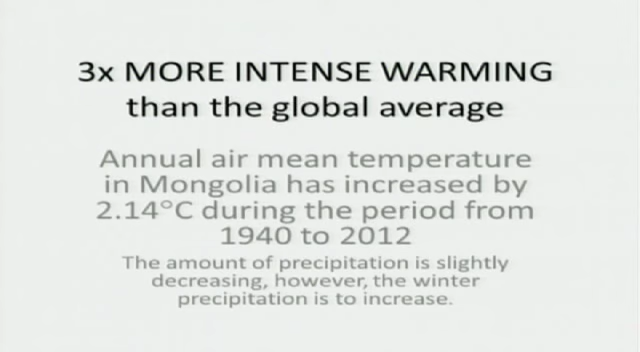 3x MORE INTENSE WARMING
than the global average
Annual air mean temperature
in Mongolia has increased by
2.14°C during the period from
1940 to 2012
The amount of precipitation is slightly
decreasing, however, the winter
precipitation is to increase.